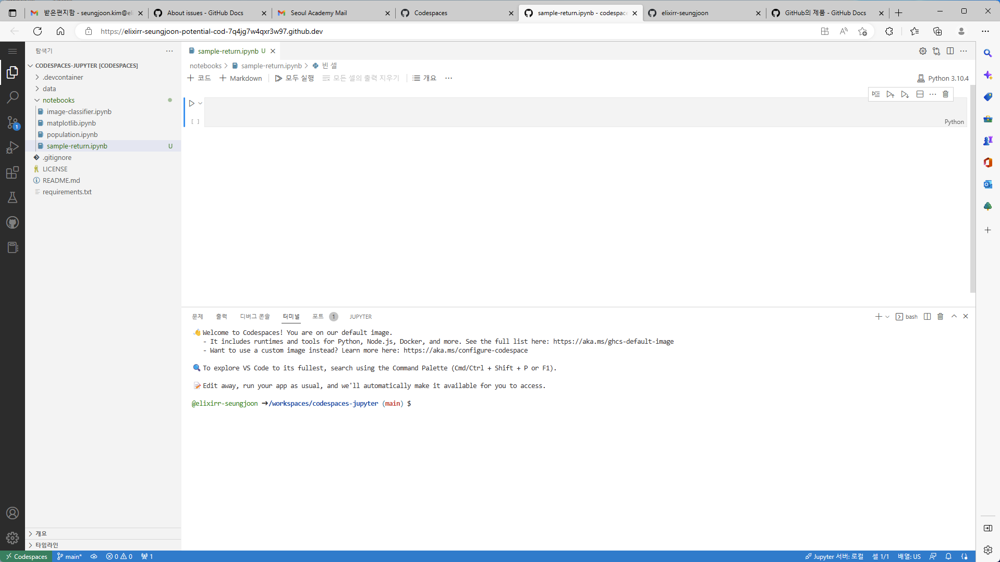 받은편지함 - seungjoon.kim@eli
About issues - GitHub Docs
Seoul Academy Mail
Codespaces
sample-return.ipynb - codespace
elixirr-seungjoon
GitHub의 제품 - GitHub Docs
https://elixirr-seungjoon-potential-cod-7q4jg7w4qxr3w97.github.dev
탐색기
CODESPACES-JUPYTER [CODESPACES]
.devcontainer
data
notebooks
image-classifier.ipynb
matplotlib.ipynb
population.ipynb
sample-return.ipynb U
.gitignore
LICENSE
README.md
requirements.txt
개요
타임라인
1
sample-return.ipynb U
notebooks > sample-return.ipynb > 빈 셀
코드 Markdown 모두 실행 모든 셀의 출력 지우기 개요 ...
Python 3.10.4
[ ]
Python
문제 출력 디버그 콘솔 터미널 포트 1 JUPYTER
bash
👋 Welcome to Codespaces! You are on our default image.
- It includes runtimes and tools for Python, Node.js, Docker, and more. See the full list here: https://aka.ms/ghcs-default-image
- Want to use a custom image instead? Learn more here: https://aka.ms/configure-codespace
🔍 To explore VS Code to its fullest, search using the Command Palette (Cmd/Ctrl + Shift + P or F1).
📝 Edit away, run your app as usual, and we'll automatically make it available for you to access.
@elixirr-seungjoon ➜/workspaces/codespaces-jupyter (main) $
Codespaces main* 0 0 1
Jupyter 서버: 로컬 셀 1/1 배열: US